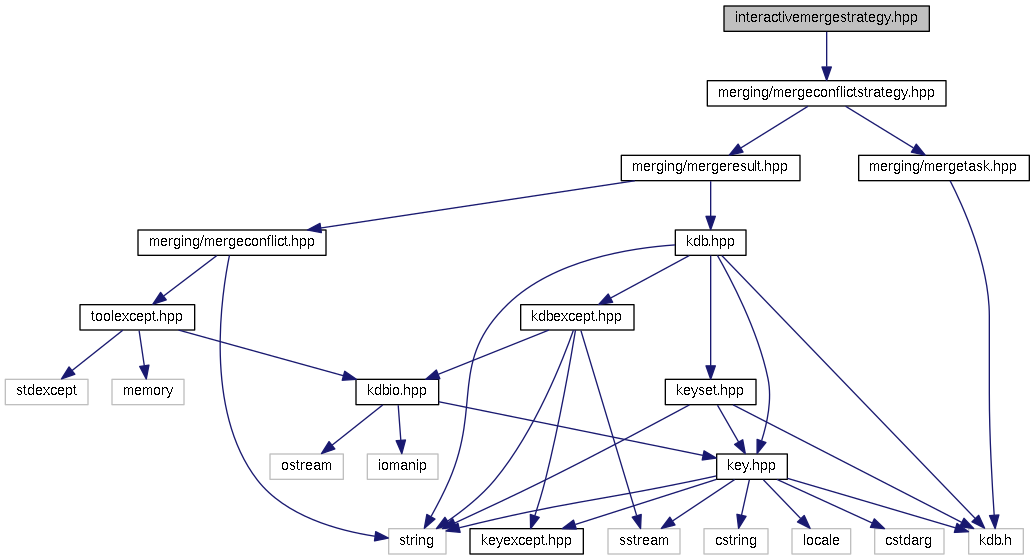 interactivemergestrategy.hpp
merging/mergeconflictstrategy.hpp
merging/mergeresult.hpp
merging/mergetask.hpp
merging/mergeconflict.hpp
kdb.hpp
toolexcept.hpp
kdbexcept.hpp
stdexcept
memory
kdbio.hpp
keyset.hpp
ostream
iomanip
key.hpp
string
keyexcept.hpp
sstream
cstring
locale
cstdarg
kdb.h